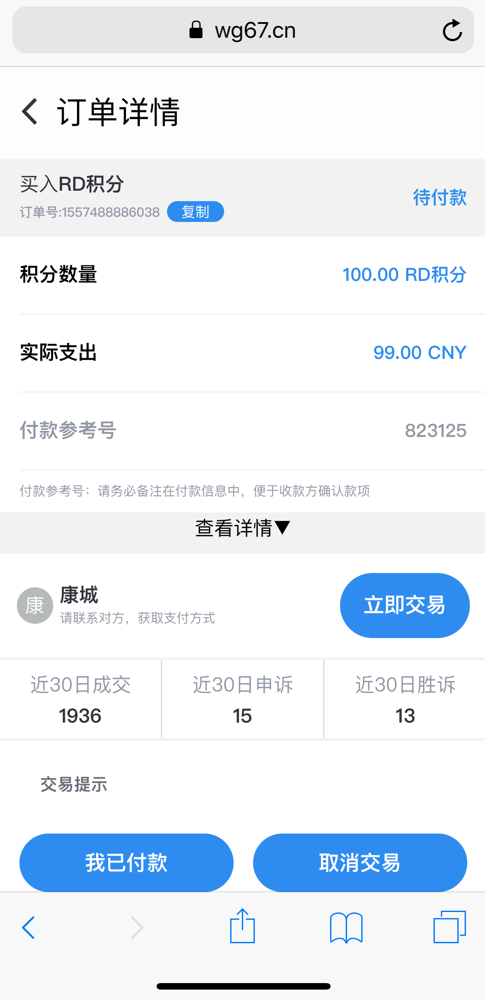 wg67.cn
订单详情
买入RD积分
订单号:1557488886038 复制
待付款
积分数量 100.00 RD积分
实际支出 99.00 CNY
付款参考号 823125
付款参考号：请务必备注在付款信息中，便于收款方确认款项
查看详情▼
康 康城
请联系对方，获取支付方式
立即交易
近30日成交 近30日申诉 近30日胜诉
1936 15 13
交易提示
我已付款 取消交易